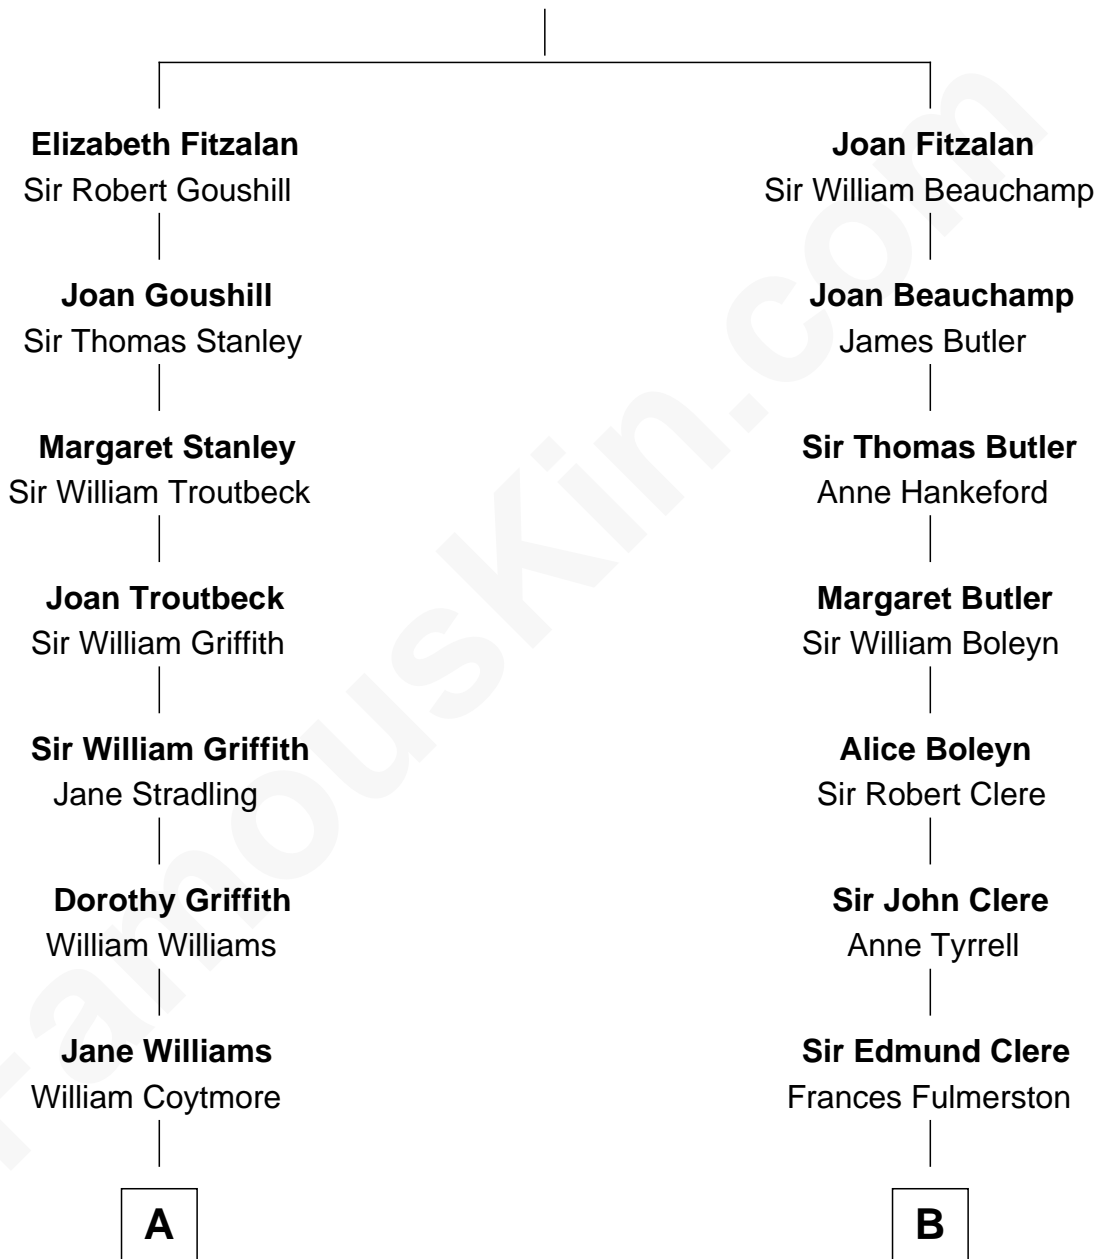 Elizabeth Fitzalan
Sir Robert Goushill
Joan Goushill
Sir Thomas Stanley
Margaret Stanley
Sir William Troutbeck
Joan Troutbeck
Sir William Griffith
Sir William Griffith
Jane Stradling
Dorothy Griffith
William Williams
Jane Williams
William Coytmore
A
Joan Fitzalan
Sir William Beauchamp
Joan Beauchamp
James Butler
Sir Thomas Butler
Anne Hankeford
Margaret Butler
Sir William Boleyn
Alice Boleyn
Sir Robert Clere
Sir John Clere
Anne Tyrrell
Sir Edmund Clere
Frances Fulmerston
B
FamousKin.com